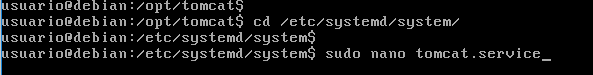 usuario@debian:/opt/tomcat$
usuario@debian:/opt/tomcat$ cd /etc/systemd/system/
usuario@debian:/etc/systemd/system$
usuario@debian:/etc/systemd/system$ sudo nano tomcat.service_